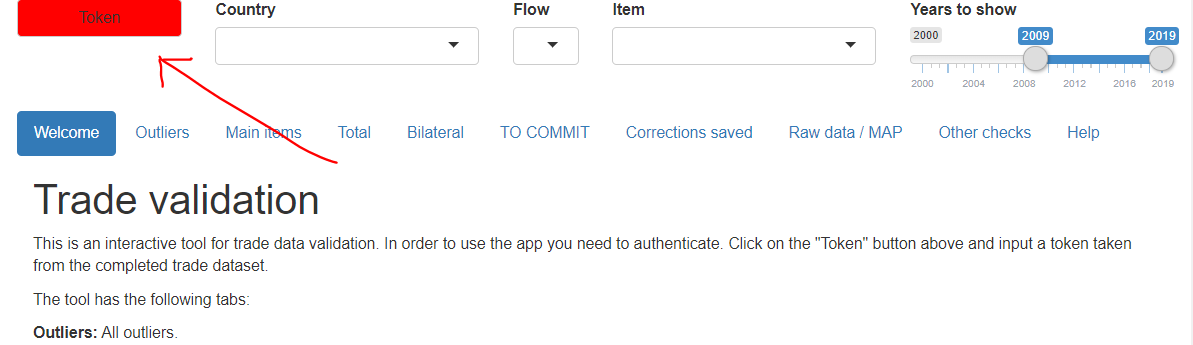 Token
Country Flow Item Years to show
2000 2009 2019
2000 2004 2008 2012 2016 2019
Welcome Outliers Main items Total Bilateral TO COMMIT Corrections saved Raw data / MAP Other checks Help
Trade validation
This is an interactive tool for trade data validation. In order to use the app you need to authenticate. Click on the "Token" button above and input a token taken
from the completed trade dataset.
The tool has the following tabs:
Outliers: All outliers.